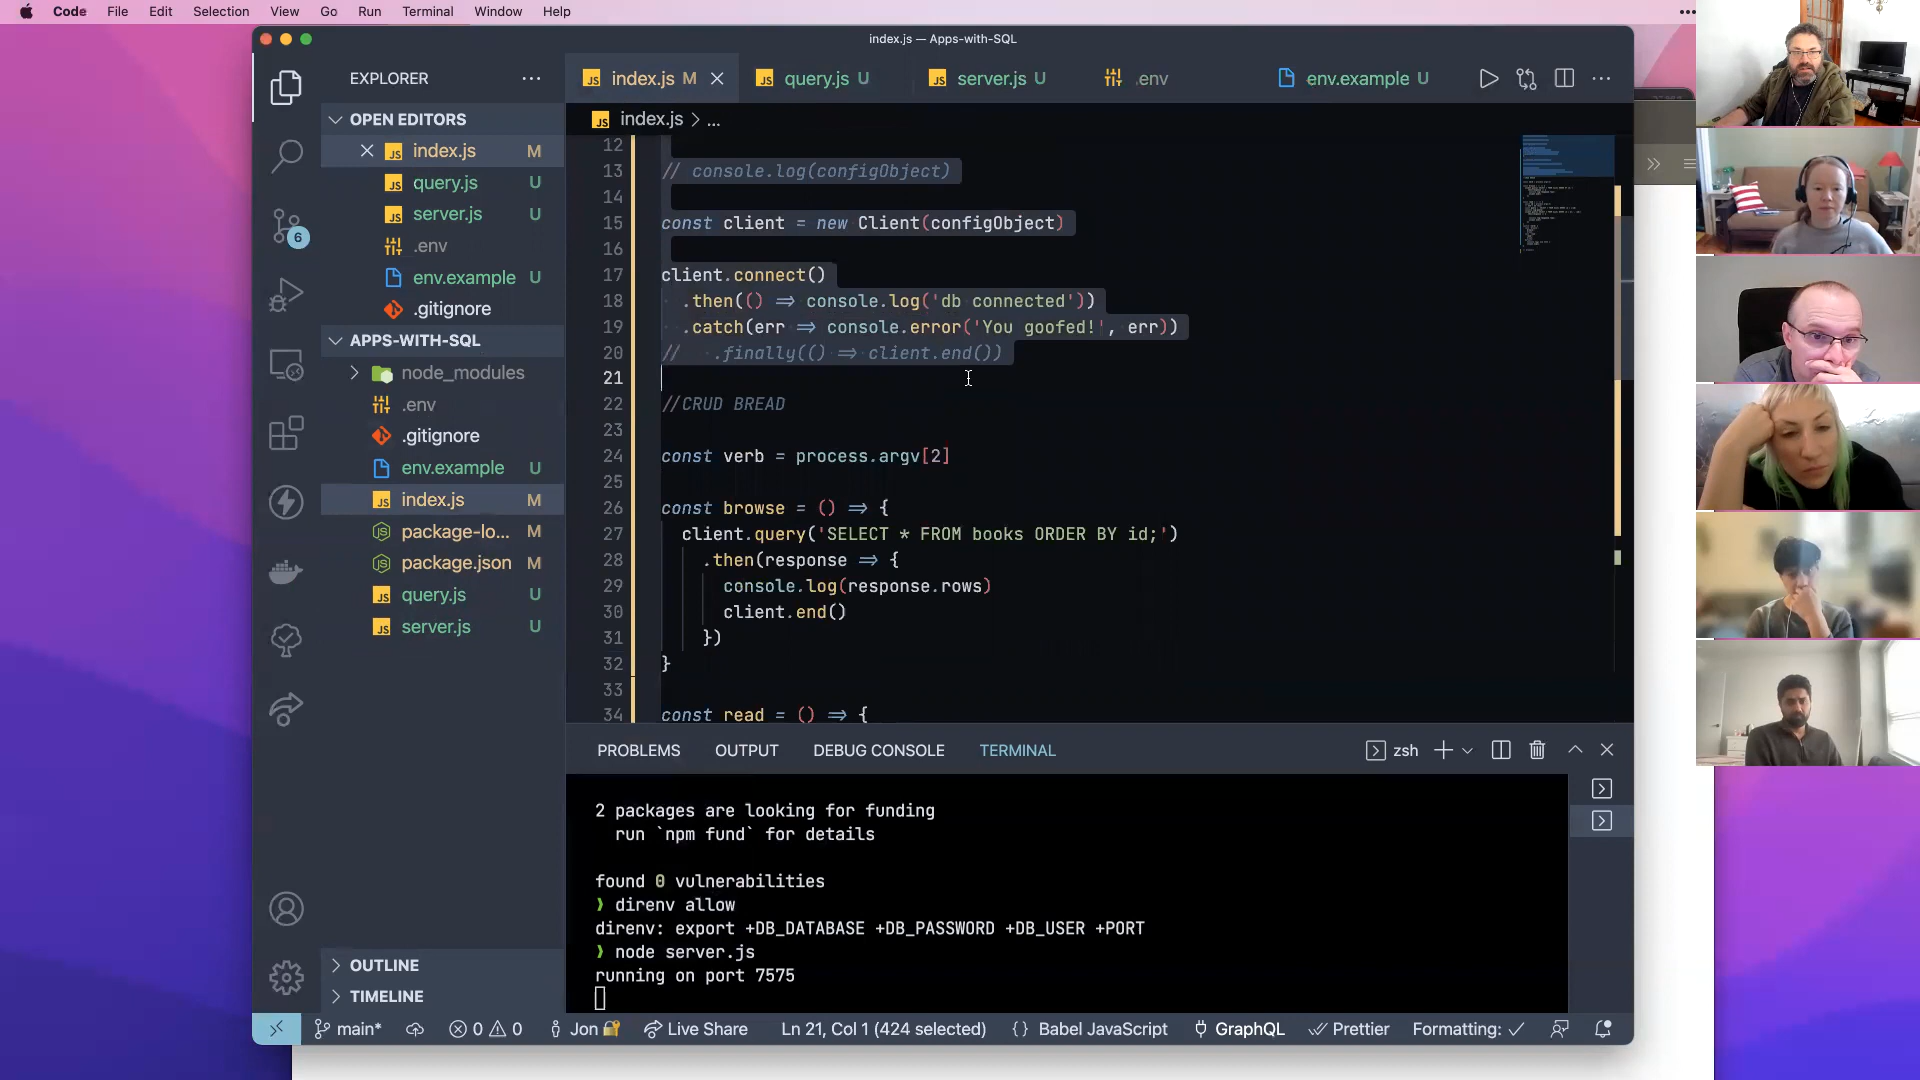 Code File Edit Selection View Go Run Terminal Window Help
index.js — Apps-with-SQL
EXPLORER
index.js M
query.js U
server.js U
.env
env.example U
OPEN EDITORS
index.js M
query.js U
server.js U
.env
env.example U
.gitignore
APPS-WITH-SQL
node_modules
.env
.gitignore
env.example U
index.js M
package-lo...
package.json
query.js U
server.js U
OUTLINE
TIMELINE
6
index.js > ...
12
13 // console.log(configObject)
14
15 const client = new Client(configObject)
16
17 client.connect()
18 .then(() => console.log('db connected'))
19 .catch(err => console.error('You goofed!', err))
20 // .finally(() => client.end())
21
22 //CRUD BREAD
23
24 const verb = process.argv[2]
25
26 const browse = () => {
27 client.query('SELECT * FROM books ORDER BY id;')
28 .then(response => {
29 console.log(response.rows)
30 client.end()
31 })
32 }
33
34 const read = () => {
PROBLEMS OUTPUT DEBUG CONSOLE TERMINAL
zsh
2 packages are looking for funding
run `npm fund` for details
found 0 vulnerabilities
❯ direnv allow
direnv: export +DB_DATABASE +DB_PASSWORD +DB_USER +PORT
❯ node server.js
running on port 7575
main* 0 0 Jon Live Share Ln 21, Col 1 (424 selected) {} Babel JavaScript GraphQL Prettier Formatting: ✓